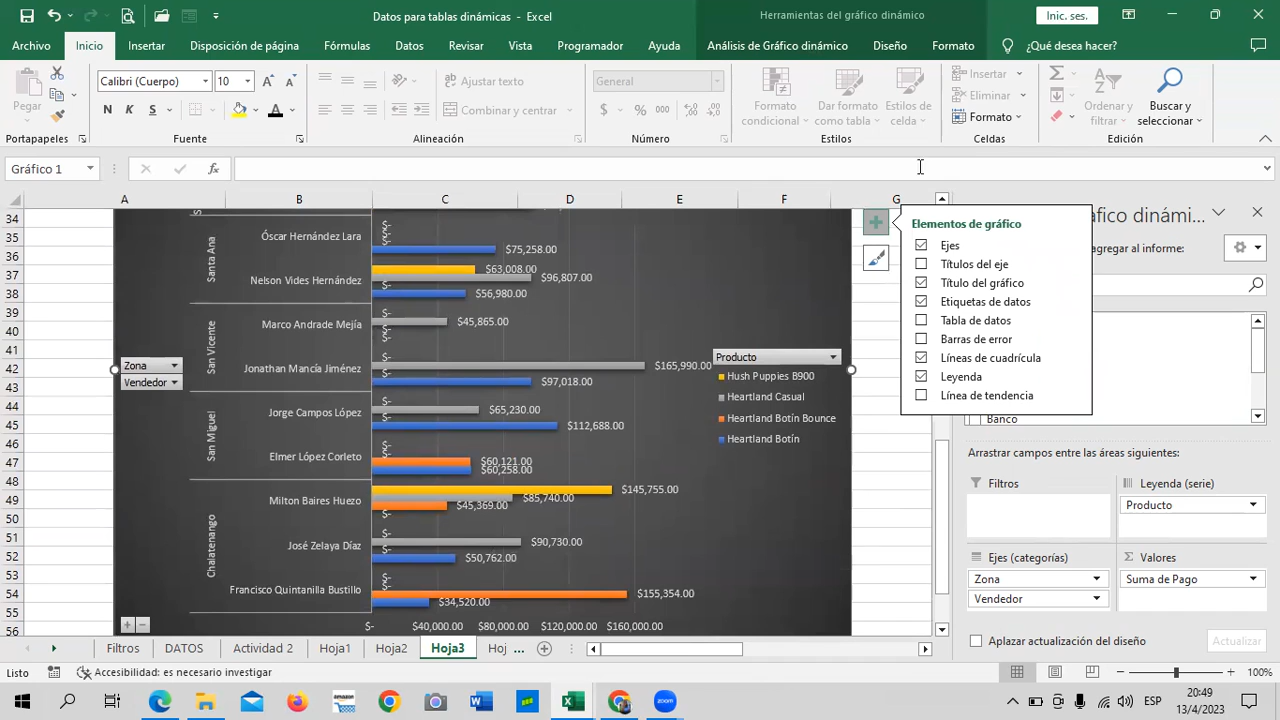 Datos para tablas dinámicas - Excel
Herramientas del gráfico dinámico
Inic. ses.
Archivo Inicio Insertar Disposición de página Fórmulas Datos Revisar Vista Programador Ayuda Análisis de Gráfico dinámico Diseño Formato ¿Qué desea hacer?
Pegar
Portapapeles
Calibri (Cuerpo) 10
N K S
Fuente
Ajustar texto
Combinar y centrar
Alineación
General
$ % 000
Número
Formato condicional
Dar formato como tabla
Estilos de celda
Estilos
Insertar
Eliminar
Formato
Celdas
Ordenar y filtrar
Buscar y seleccionar
Edición
Gráfico 1
fx
A B C D E F G
34
35
36
37
38
39
40
41
42
43
44
45
46
47
48
49
50
51
52
53
54
55
56
Zona
Vendedor
Santa Ana
Óscar Hernández Lara
$-
$-
$-
$75,258.00
Nelson Vides Hernández
$63,008.00
$96,807.00
$-
$56,980.00
San Vicente
Marco Andrade Mejía
$-
$45,865.00
$-
$-
Jonathan Mancía Jiménez
$-
$165,990.00
$-
$97,018.00
San Miguel
Jorge Campos López
$-
$65,230.00
$-
$112,688.00
Elmer López Corleto
$-
$-
$60,121.00
$60,258.00
Chalatenango
Milton Baires Huezo
$145,755.00
$85,740.00
$45,369.00
$-
José Zelaya Díaz
$-
$90,730.00
$-
$50,762.00
Francisco Quintanilla Bustillo
$-
$-
$155,354.00
$34,520.00
$- $40,000.00 $80,000.00 $120,000.00 $160,000.00
Producto
Hush Puppies B900
Heartland Casual
Heartland Botín Bounce
Heartland Botín
Elementos de gráfico
Ejes
Títulos del eje
Título del gráfico
Etiquetas de datos
Tabla de datos
Barras de error
Líneas de cuadrícula
Leyenda
Línea de tendencia
áfico dinámi...
agregar al informe:
Banco
Arrastrar campos entre las áreas siguientes:
Filtros
Leyenda (serie)
Producto
Ejes (categorías)
Zona
Vendedor
Valores
Suma de Pago
Aplazar actualización del diseño
Actualizar
Filtros DATOS Actividad 2 Hoja1 Hoja2 Hoja3 Hoj ...
Listo
Accesibilidad: es necesario investigar
100%
amazon
zoom
ESP
20:49
13/4/2023